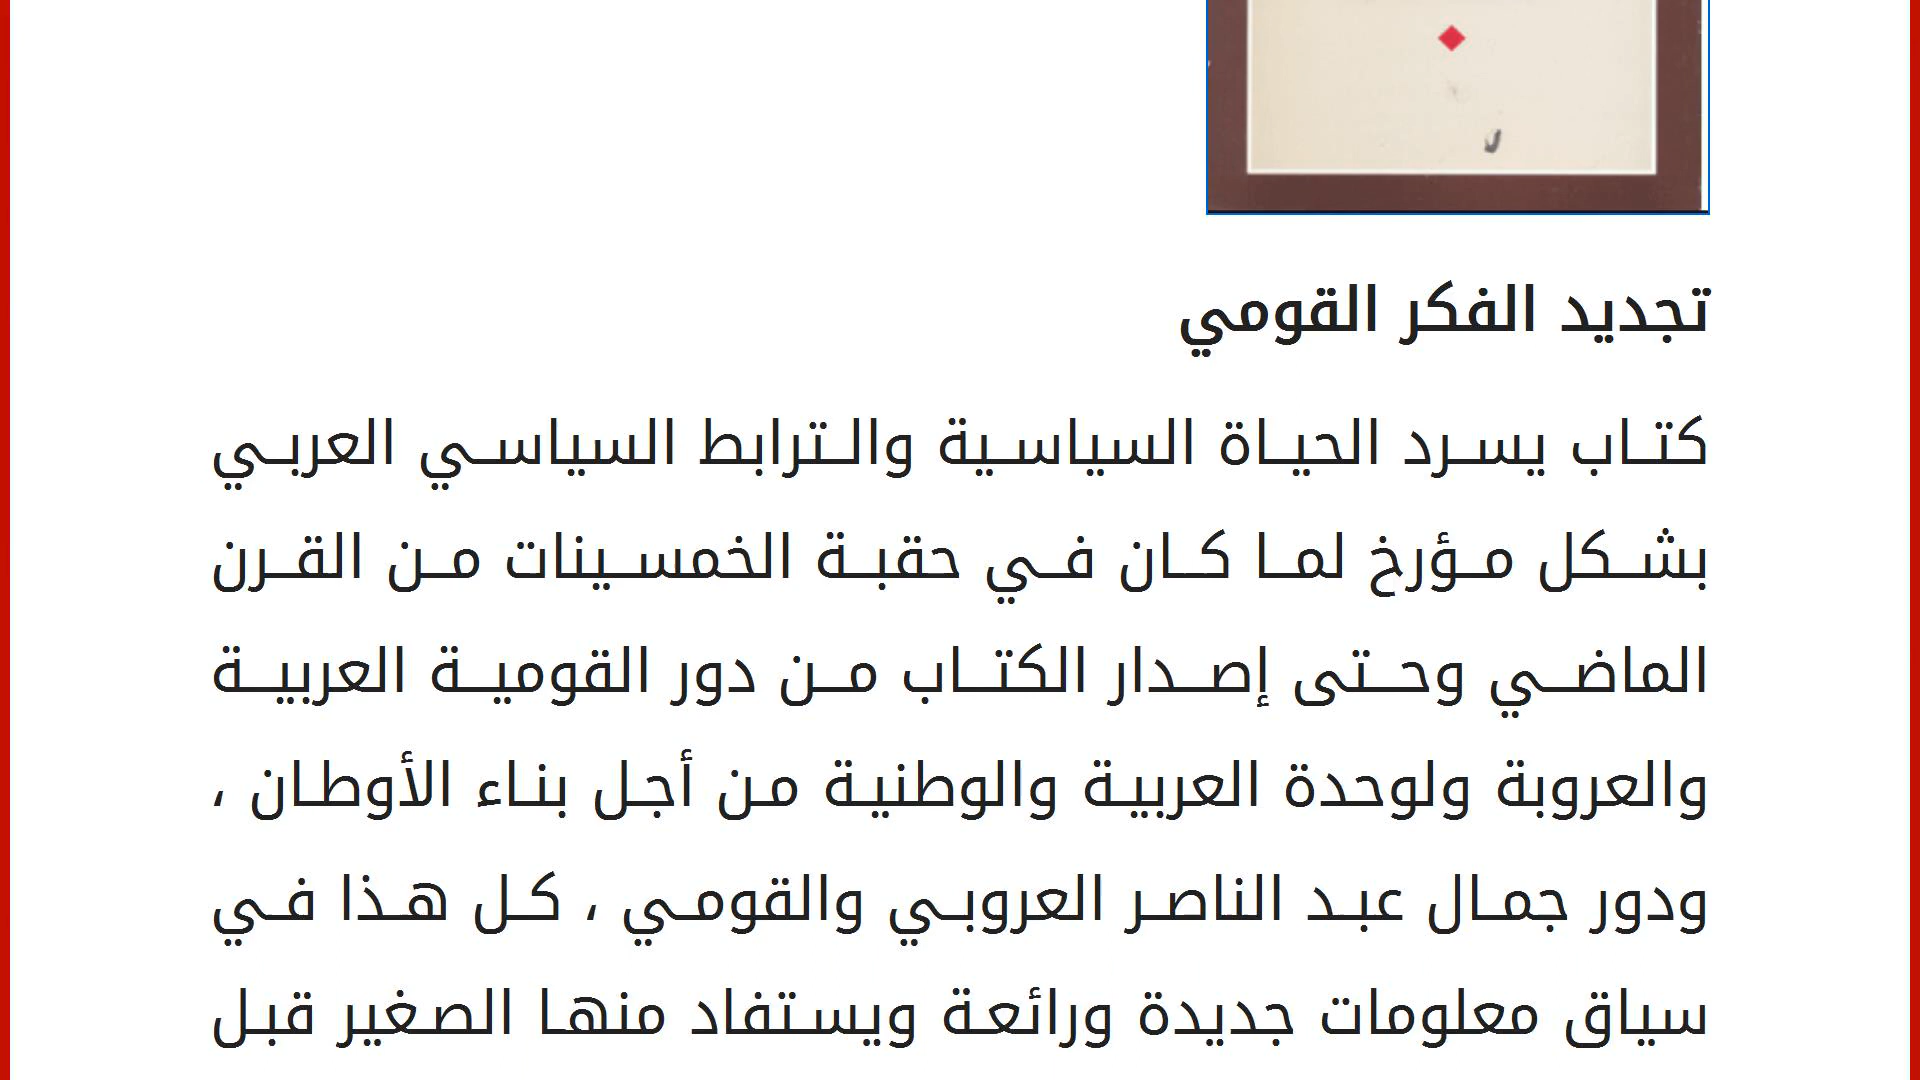 تجديد الفكر القومي
كتاب يسرد الحياة السياسية والترابط السياسي العربي
بشكل مؤرخ لما كان في حقبة الخمسينات من القرن
الماضي وحتى إصدار الكتاب من دور القومية العربية
والعروبة ولوحدة العربية والوطنية من أجل بناء الأوطان ،
ودور جمال عبد الناصر العروبي والقومي ، كل هذا في
سياق معلومات جديدة ورائعة ويستفاد منها الصغير قبل